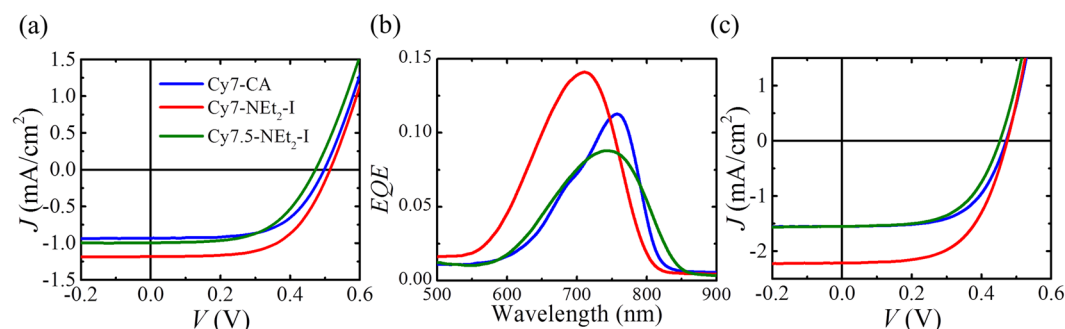 (a)
J (mA/cm²)
1.5
1.0
0.5
0.0
-0.5
-1.0
-1.5
Cy7-CA
Cy7-NEt₂-I
Cy7.5-NEt₂-I
-0.2 0.0 0.2 0.4 0.6
V (V)
(b)
EQE
0.15
0.10
0.05
0.00
500 600 700 800 900
Wavelength (nm)
(c)
J (mA/cm²)
1
0
-1
-2
-0.2 0.0 0.2 0.4 0.6
V (V)